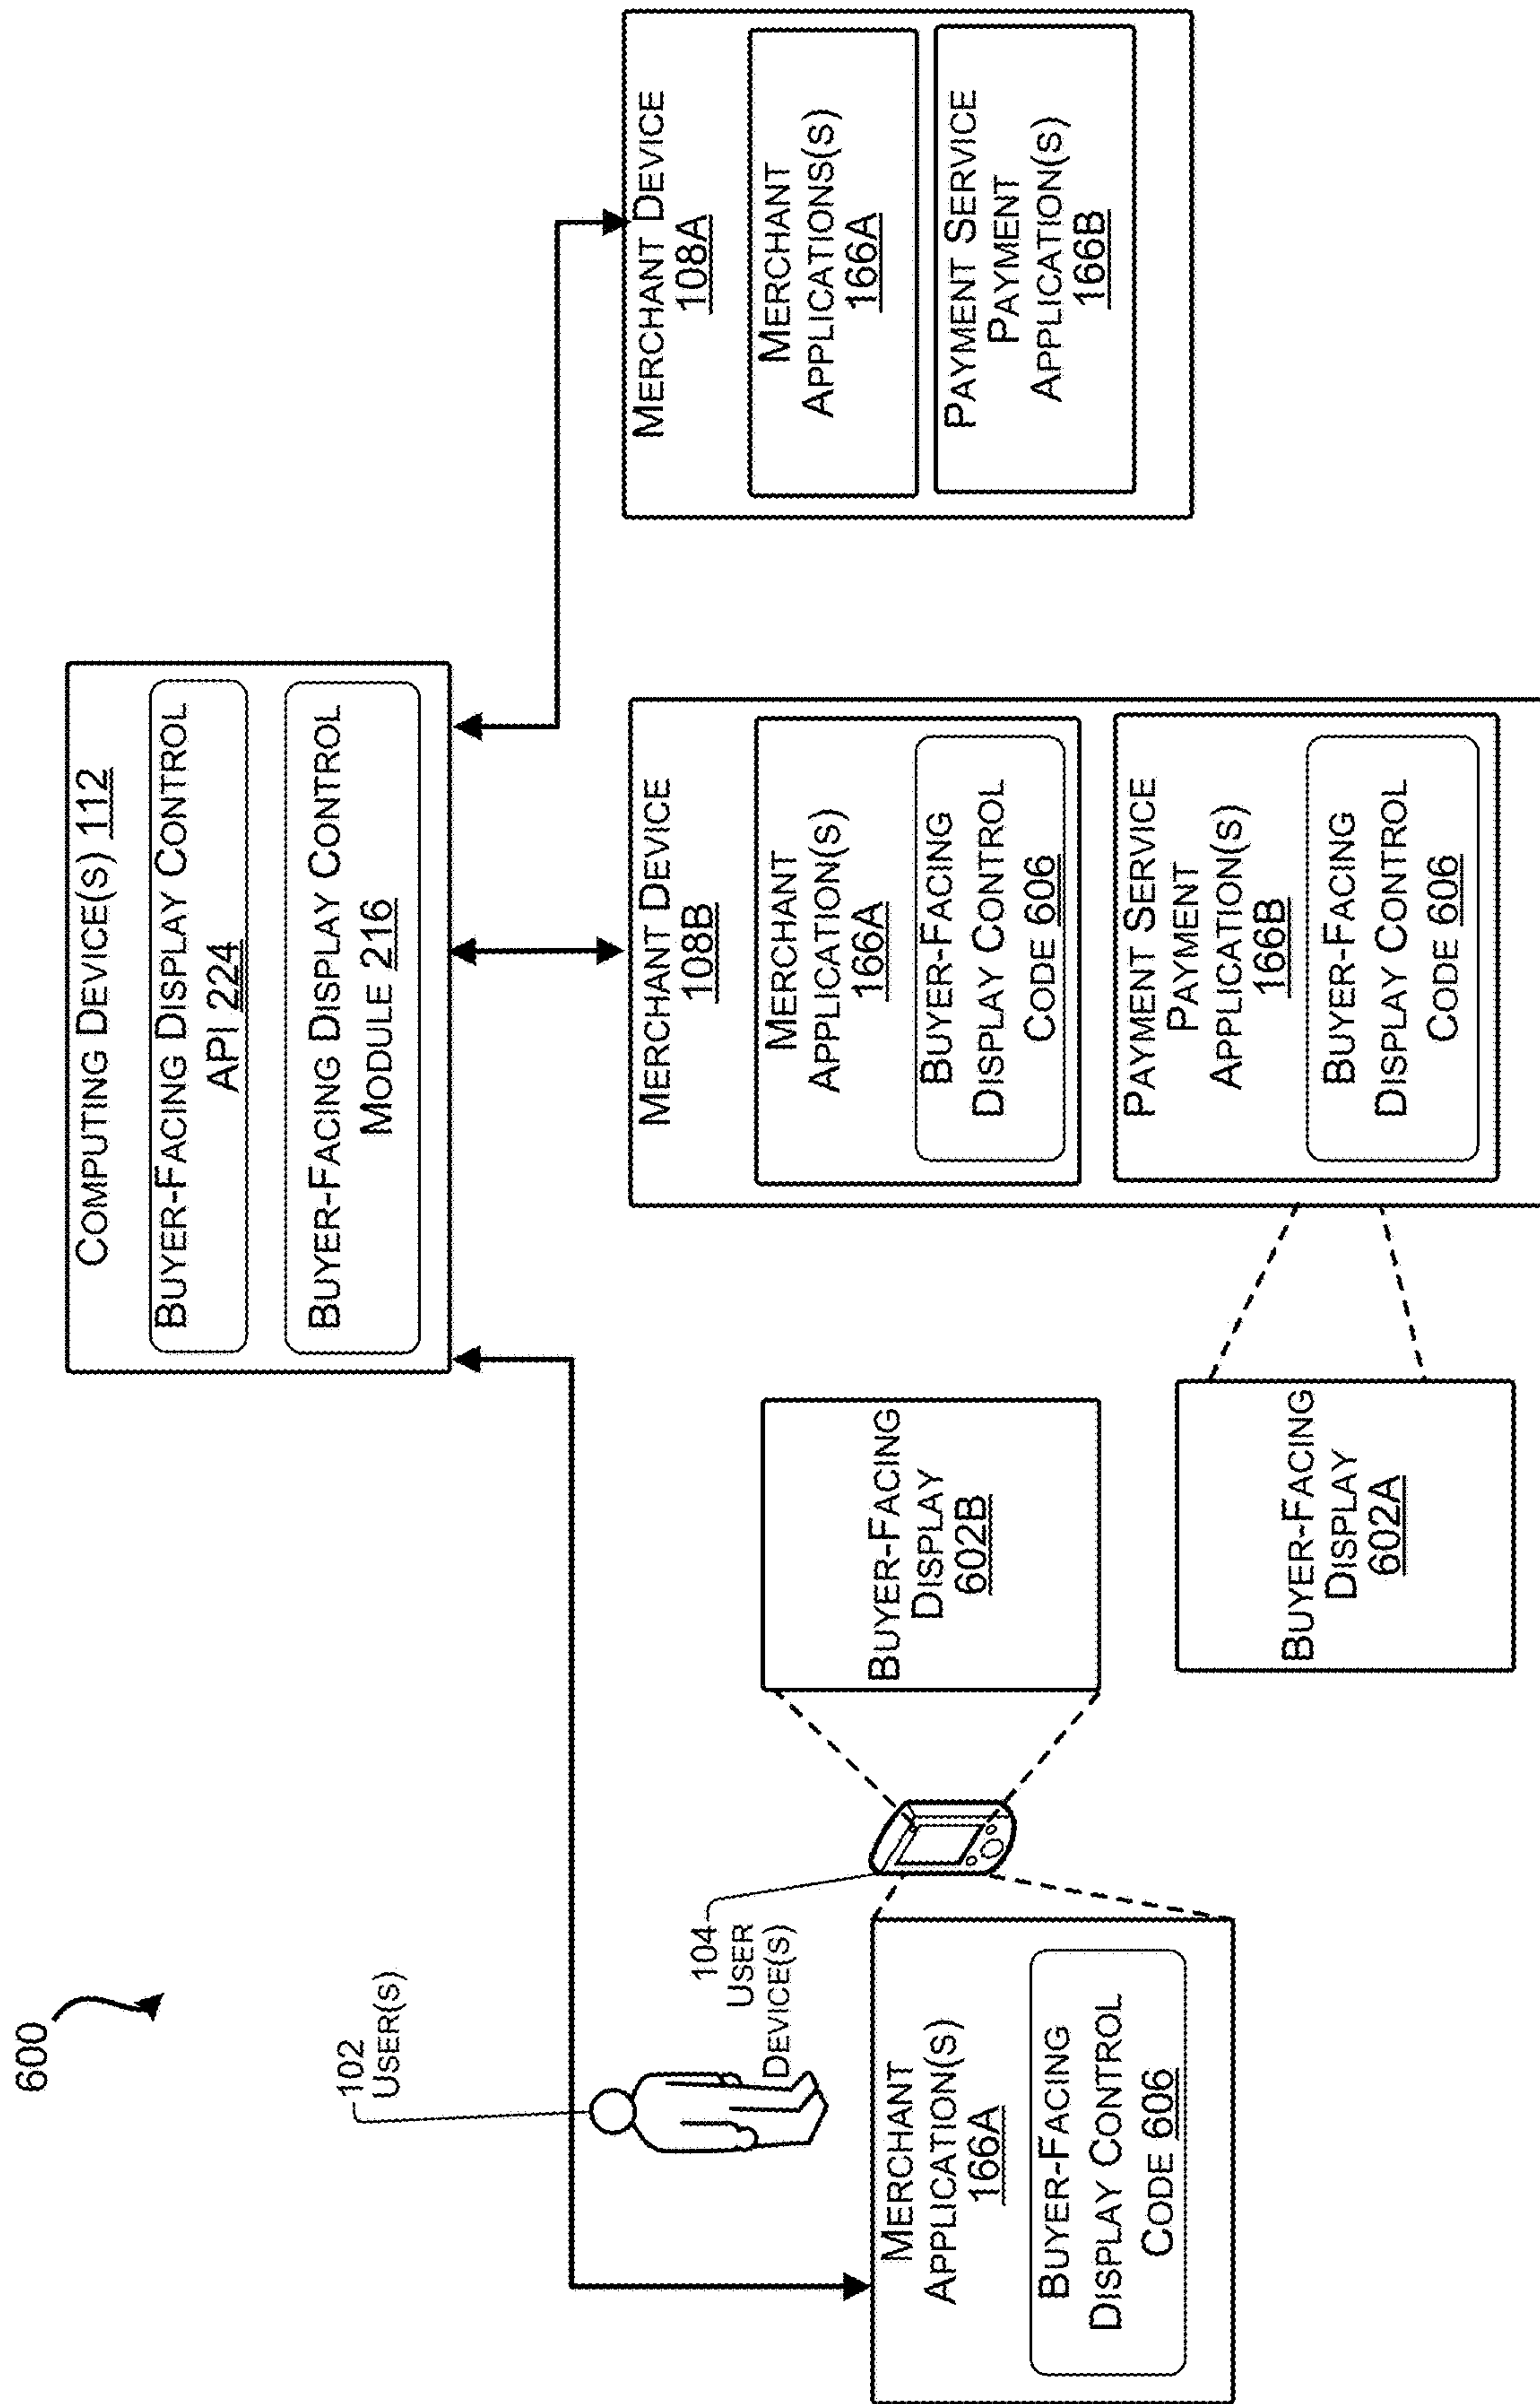 600
102
USER(S)
104
USER
DEVICE(S)
COMPUTING DEVICE(S) 112
BUYER-FACING DISPLAY CONTROL
API 224
BUYER-FACING DISPLAY CONTROL
MODULE 216
MERCHANT
APPLICATION(S)
166A
BUYER-FACING
DISPLAY CONTROL
CODE 606
BUYER-FACING
DISPLAY
602B
BUYER-FACING
DISPLAY
602A
MERCHANT DEVICE
108B
MERCHANT
APPLICATION(S)
166A
BUYER-FACING
DISPLAY CONTROL
CODE 606
PAYMENT SERVICE
PAYMENT
APPLICATION(S)
166B
BUYER-FACING
DISPLAY CONTROL
CODE 606
MERCHANT DEVICE
108A
MERCHANT
APPLICATIONS(S)
166A
PAYMENT SERVICE
PAYMENT
APPLICATION(S)
166B